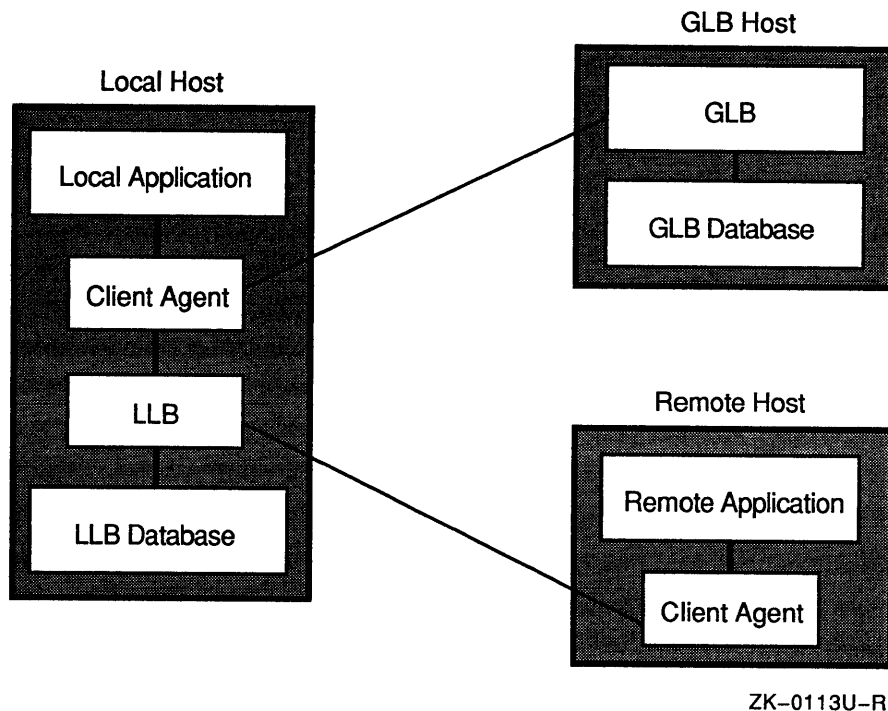 Local Host
Local Application
Client Agent
LLB
LLB Database
GLB Host
GLB
GLB Database
Remote Host
Remote Application
Client Agent
ZK–0113U–R